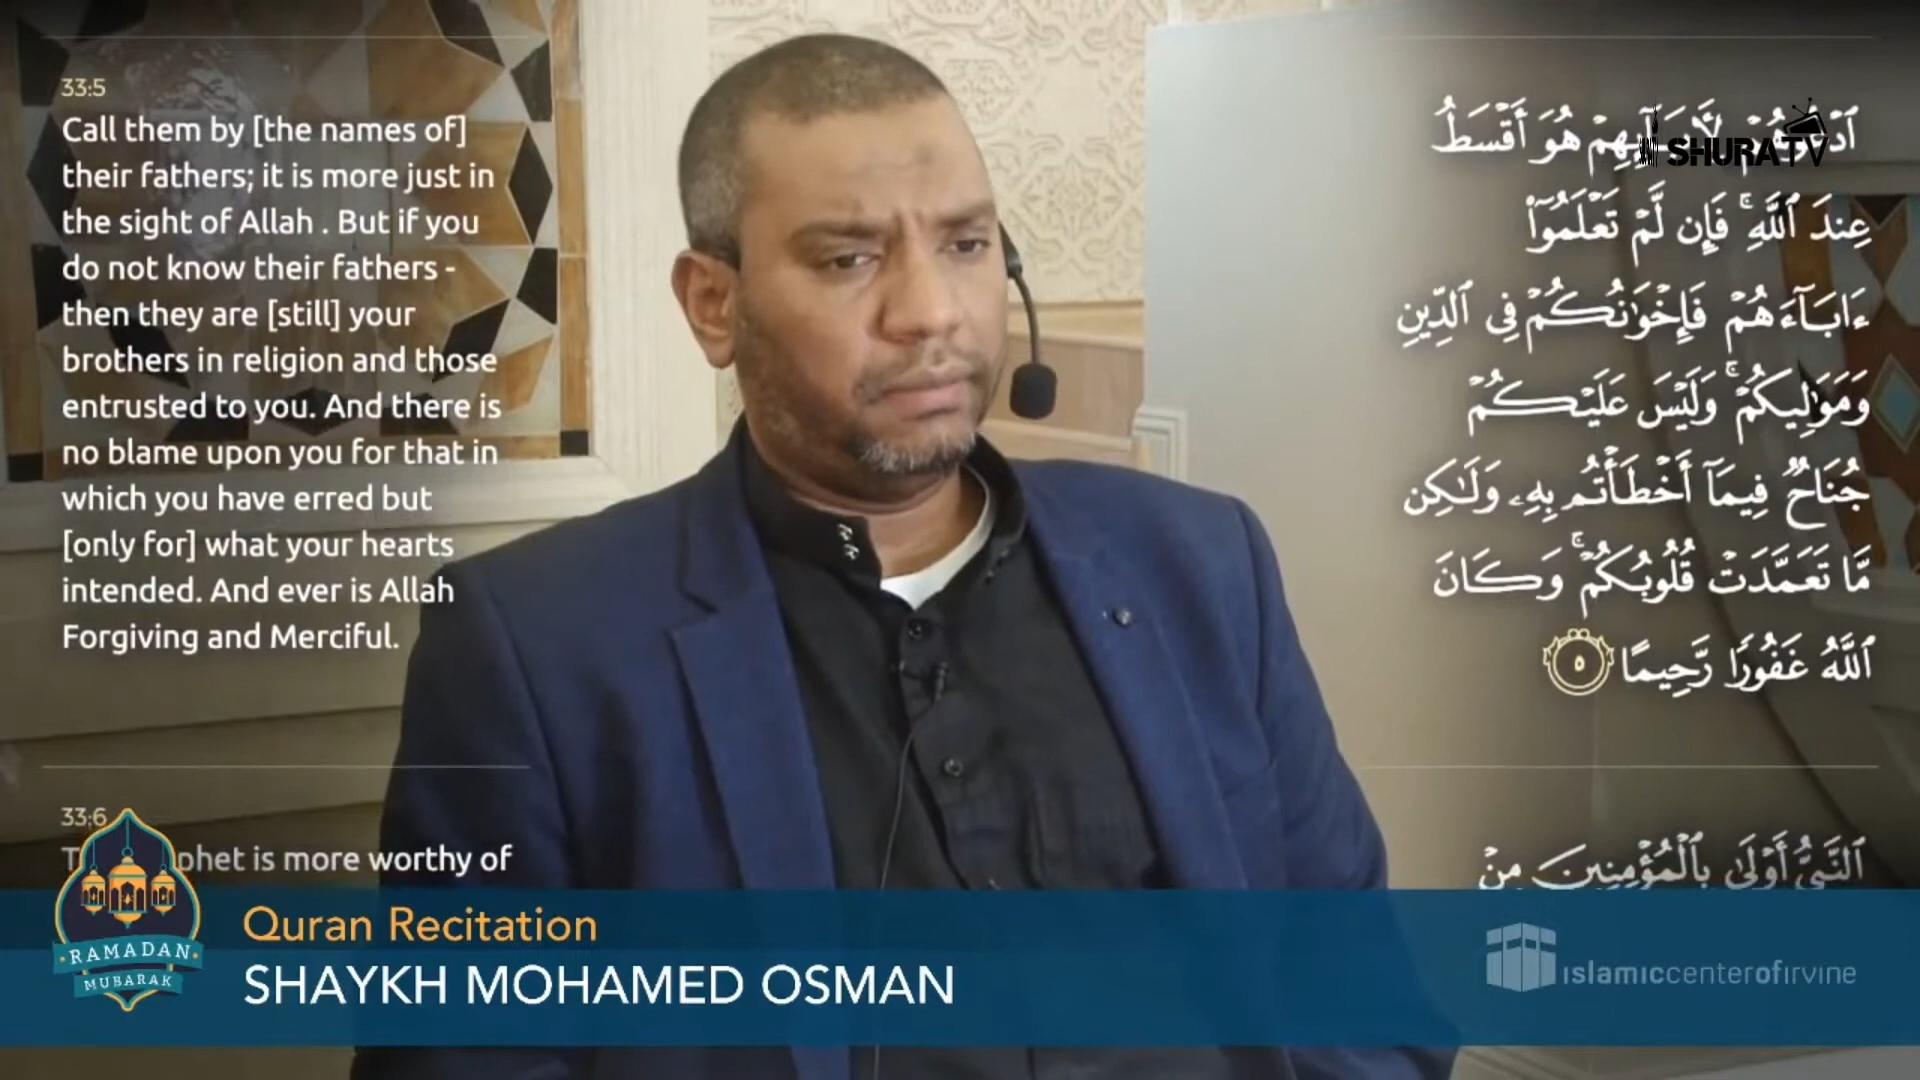 33:5
Call them by [the names of]
their fathers; it is more just in
the sight of Allah . But if you
do not know their fathers -
then they are [still] your
brothers in religion and those
entrusted to you. And there is
no blame upon you for that in
which you have erred but
[only for] what your hearts
intended. And ever is Allah
Forgiving and Merciful.
33:6
phet is more worthy of
هُوَ أَقْسَطُ
عِندَ ٱللَّهِ ۚ فَإِن لَّمْ تَعْلَمُوٓا۟
ءَابَآءَهُمْ فَإِخْوَٰنُكُمْ فِى ٱلدِّينِ
وَمَوَٰلِيكُمْ ۚ وَلَيْسَ عَلَيْكُمْ
جُنَاحٌ فِيمَآ أَخْطَأْتُم بِهِۦ وَلَٰكِن
مَّا تَعَمَّدَتْ قُلُوبُكُمْ ۚ وَكَانَ
ٱللَّهُ غَفُورًا رَّحِيمًا ٥
ٱلنَّبِىُّ أَوْلَىٰ بِٱلْمُؤْمِنِينَ مِنْ
SHURA TV
RAMADAN
MUBARAK
Quran Recitation
SHAYKH MOHAMED OSMAN
islamiccenterofirvine